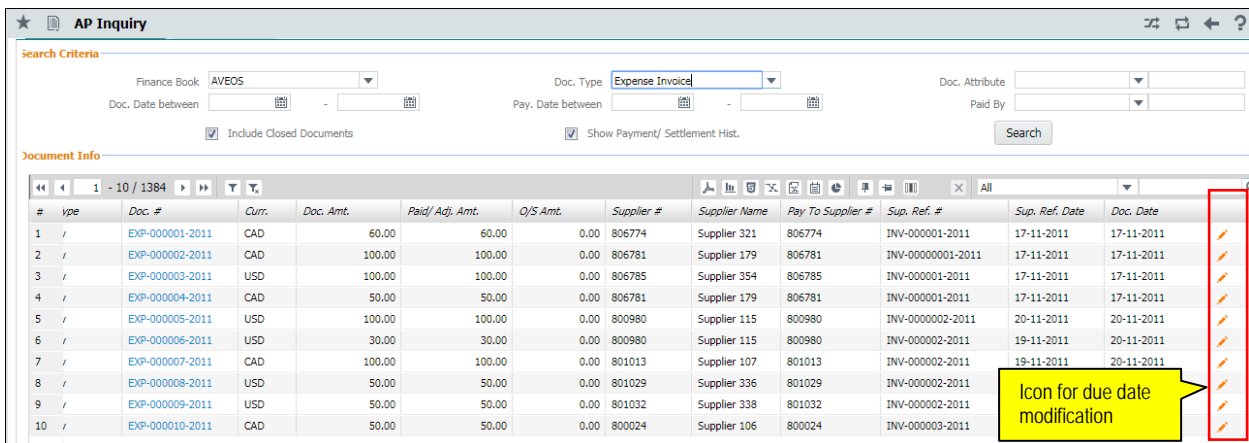 AP Inquiry
Search Criteria
Finance Book AVEOS Doc. Type Expense Invoice Doc. Attribute
Doc. Date between - Pay. Date between - Paid By
Include Closed Documents Show Payment/ Settlement Hist. Search
Document Info
1 - 10 / 1384 All
# ype Doc. # Curr. Doc. Amt. Paid/ Adj. Amt. O/S Amt. Supplier # Supplier Name Pay To Supplier # Sup. Ref. # Sup. Ref. Date Doc. Date
1 EXP-000001-2011 CAD 60.00 60.00 0.00 806774 Supplier 321 806774 INV-000001-2011 17-11-2011 17-11-2011
2 EXP-000002-2011 CAD 100.00 100.00 0.00 806781 Supplier 179 806781 INV-00000001-2011 17-11-2011 17-11-2011
3 EXP-000003-2011 USD 100.00 100.00 0.00 806785 Supplier 354 806785 INV-000001-2011 17-11-2011 17-11-2011
4 EXP-000004-2011 CAD 50.00 50.00 0.00 806781 Supplier 179 806781 INV-000001-2011 17-11-2011 17-11-2011
5 EXP-000005-2011 USD 100.00 100.00 0.00 800980 Supplier 115 800980 INV-0000002-2011 20-11-2011 20-11-2011
6 EXP-000006-2011 USD 30.00 30.00 0.00 800980 Supplier 115 800980 INV-000002-2011 19-11-2011 20-11-2011
7 EXP-000007-2011 CAD 100.00 100.00 0.00 801013 Supplier 107 801013 INV-000002-2011 19-11-2011 20-11-2011
8 EXP-000008-2011 USD 50.00 50.00 0.00 801029 Supplier 336 801029 INV-000002-2011
9 EXP-000009-2011 USD 50.00 50.00 0.00 801032 Supplier 338 801032 INV-000002-2011
10 EXP-000010-2011 CAD 50.00 50.00 0.00 800024 Supplier 106 800024 INV-000003-2011
Icon for due date
modification